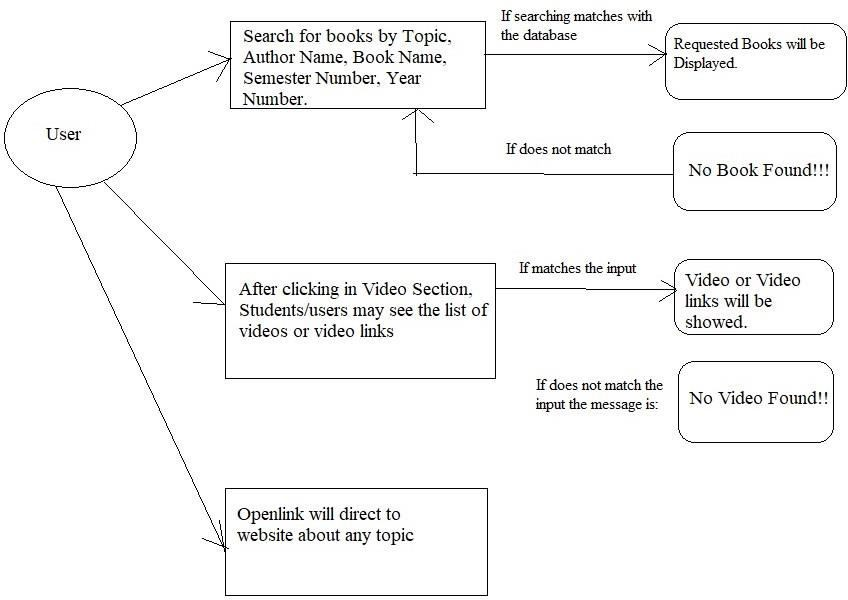 User
Search for books by Topic,
Author Name, Book Name,
Semester Number, Year
Number.
If searching matches with
the database
Requested Books will be
Displayed.
If does not match
No Book Found!!!
After clicking in Video Section,
Students/users may see the list of
videos or video links
If matches the input
Video or Video
links will be
showed.
If does not match the
input the message is:
No Video Found!!
Openlink will direct to
website about any topic